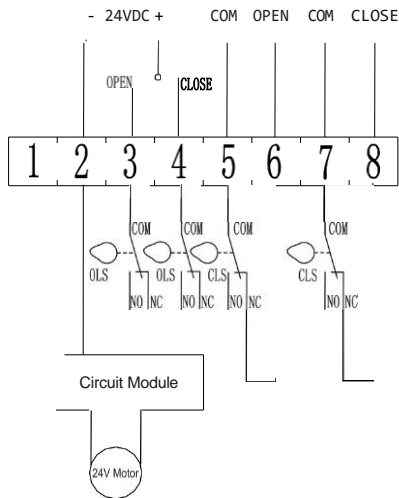 - 24VDC + COM OPEN COM CLOSE
OPEN CLOSE
1 2 3 4 5 6 7 8
COM COM COM COM
OLS OLS CLS CLS
NO NC NO NC NO NC NO NC
Circuit Module
24V Motor